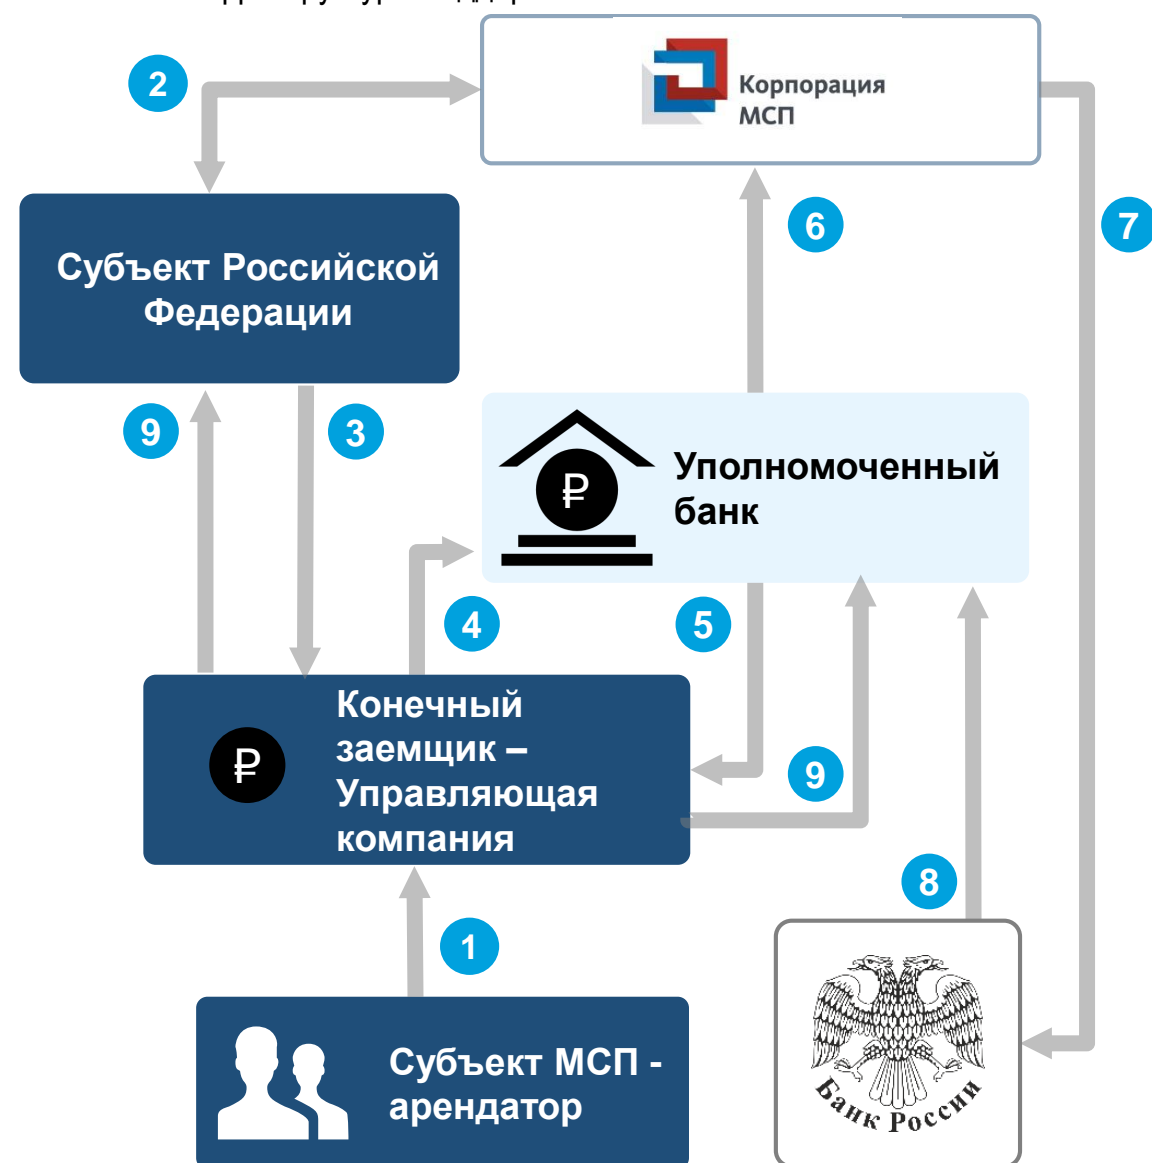 2
Корпорация
МСП
6
7
Субъект Российской
Федерации
9
3
Уполномоченный
банк
₽
4
5
Конечный
заемщик –
Управляющая
компания
₽
9
8
1
Субъект МСП -
арендатор
Банк России